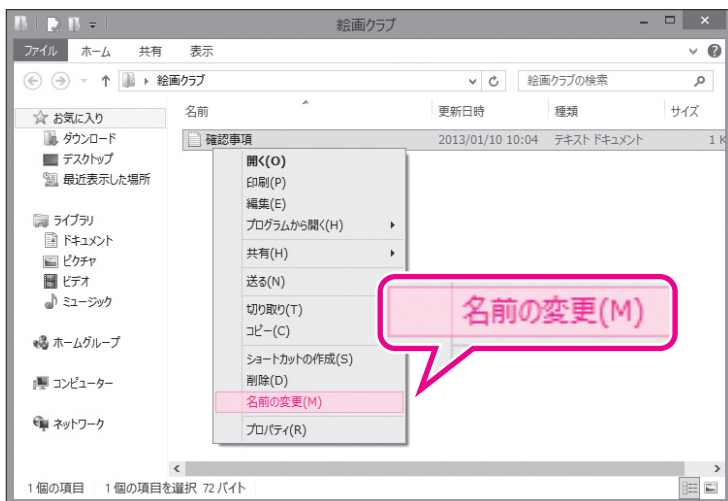 絵画クラブ
ファイル ホーム 共有 表示
絵画クラブ 絵画クラブの検索
名前 更新日時 種類 サイズ
確認事項 2013/01/10 10:04 テキスト ドキュメント 1 K
お気に入り
ダウンロード
デスクトップ
最近表示した場所
ライブラリ
ドキュメント
ピクチャ
ビデオ
ミュージック
ホームグループ
コンピューター
ネットワーク
開く(O)
印刷(P)
編集(E)
プログラムから開く(H)
共有(H)
送る(N)
切り取り(T)
コピー(C)
ショートカットの作成(S)
削除(D)
名前の変更(M)
プロパティ(R)
名前の変更(M)
1 個の項目 1 個の項目を選択 72 バイト